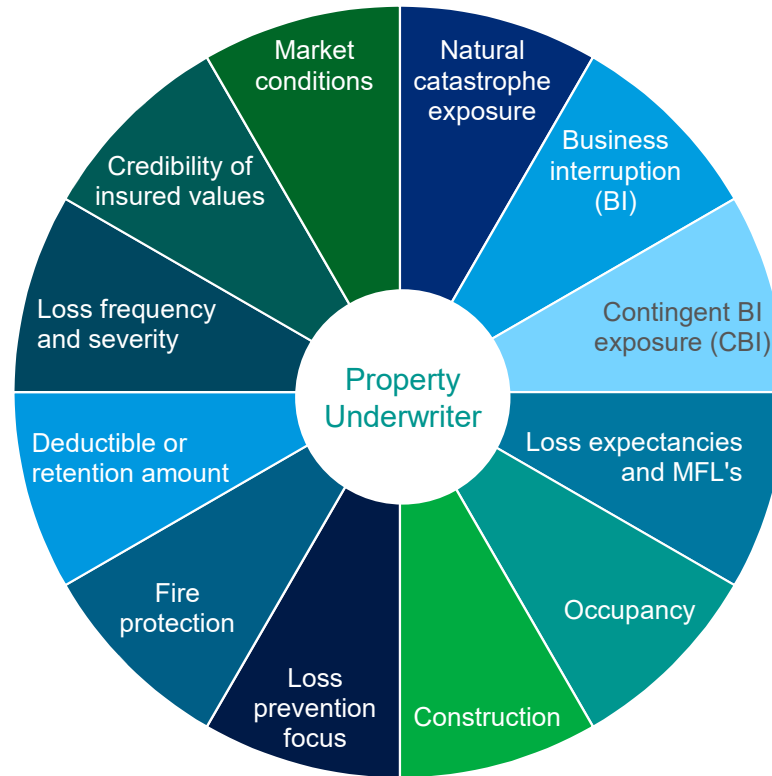 Market
conditions
Natural
catastrophe
exposure
Business
interruption
(BI)
Contingent BI
exposure (CBI)
Loss expectancies
and MFL's
Occupancy
Construction
Loss
prevention
focus
Fire
protection
Deductible or
retention amount
Loss frequency
and severity
Credibility of
insured values
Property
Underwriter